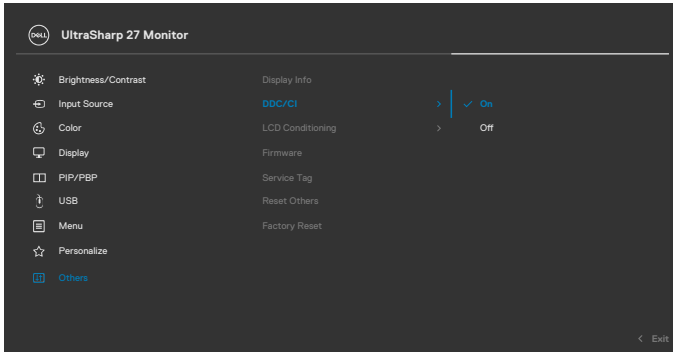 DELL UltraSharp 27 Monitor
Brightness/Contrast
Display Info
Input Source
DDC/CI
On
Color
LCD Conditioning
Off
Display
Firmware
PIP/PBP
Service Tag
USB
Reset Others
Menu
Factory Reset
Personalize
Others
Exit